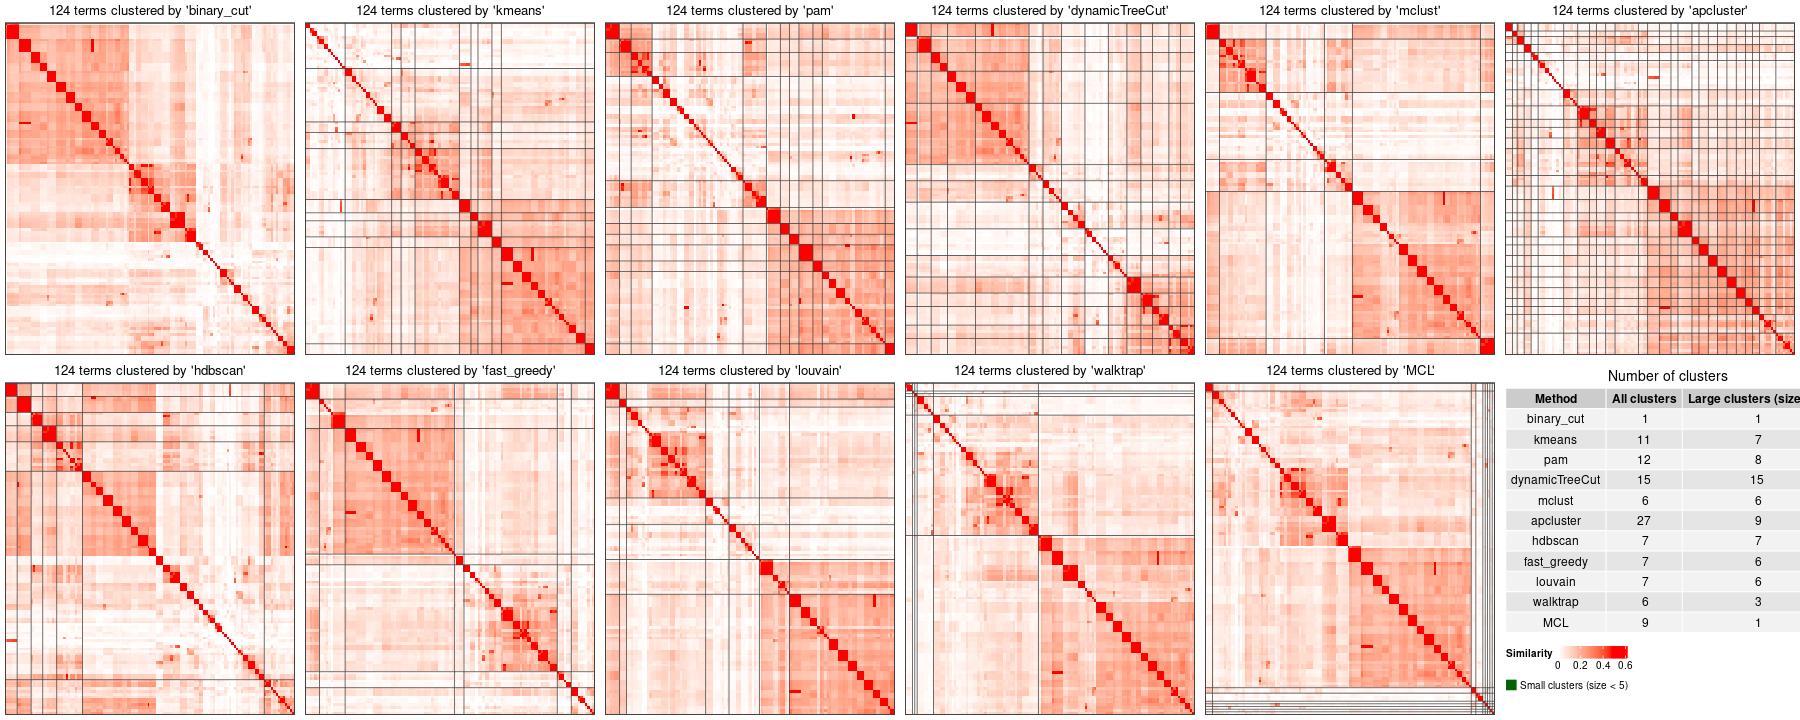 124 terms clustered by 'binary_cut'
124 terms clustered by 'kmeans'
124 terms clustered by 'pam'
124 terms clustered by 'dynamicTreeCut'
124 terms clustered by 'mclust'
124 terms clustered by 'apcluster'
124 terms clustered by 'hdbscan'
124 terms clustered by 'fast_greedy'
124 terms clustered by 'louvain'
124 terms clustered by 'walktrap'
124 terms clustered by 'MCL'
Number of clusters
Method All clusters Large clusters (size
binary_cut 1 1
kmeans 11 7
pam 12 8
dynamicTreeCut 15 15
mclust 6 6
apcluster 27 9
hdbscan 7 7
fast_greedy 7 6
louvain 7 6
walktrap 6 3
MCL 9 1
Similarity
0 0.2 0.4 0.6
Small clusters (size < 5)